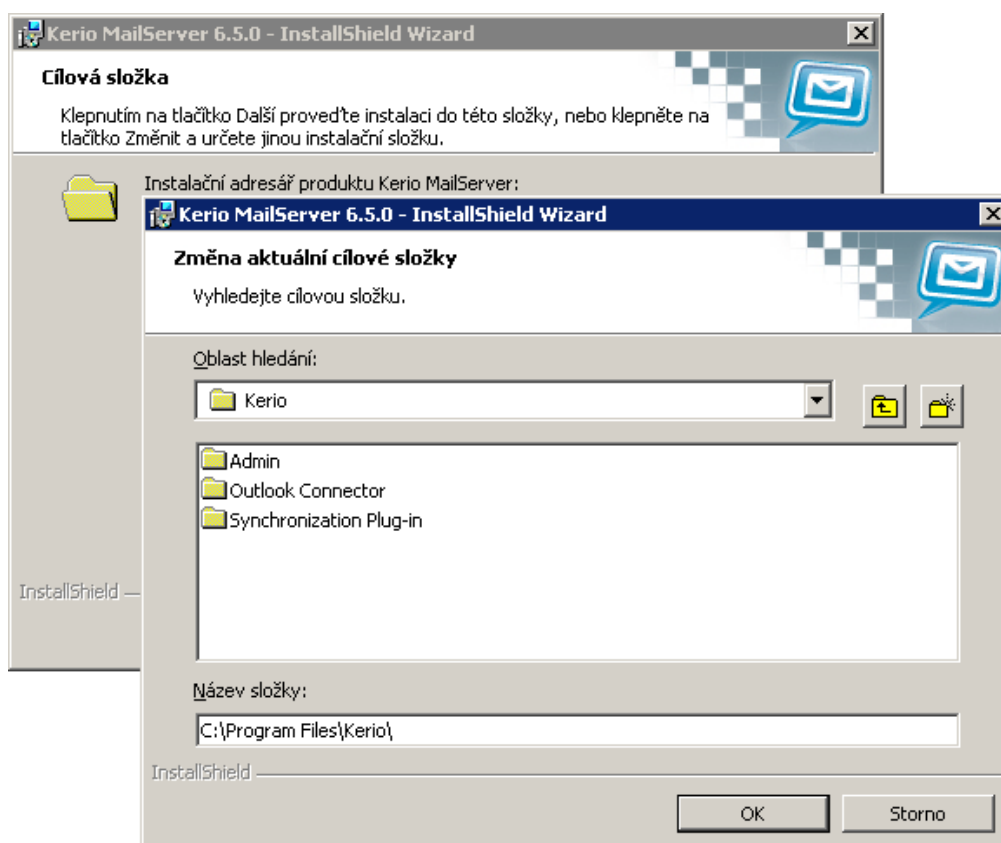 Kerio MailServer 6.5.0 - InstallShield Wizard
Cílová složka
Klepnutím na tlačítko Další proveďte instalaci do této složky, nebo klepněte na
tlačítko Změnit a určete jinou instalační složku.
Instalační adresář produktu Kerio MailServer:
Kerio MailServer 6.5.0 - InstallShield Wizard
Změna aktuální cílové složky
Vyhledejte cílovou složku.
Oblast hledání:
Kerio
Admin
Outlook Connector
Synchronization Plug-in
InstallShield
Název složky:
C:\Program Files\Kerio\
InstallShield
OK Storno